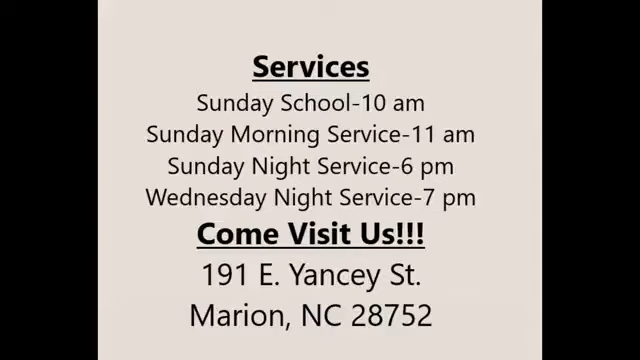 Services
Sunday School-10 am
Sunday Morning Service-11 am
Sunday Night Service-6 pm
Wednesday Night Service-7 pm
Come Visit Us!!!
191 E. Yancey St.
Marion, NC 28752